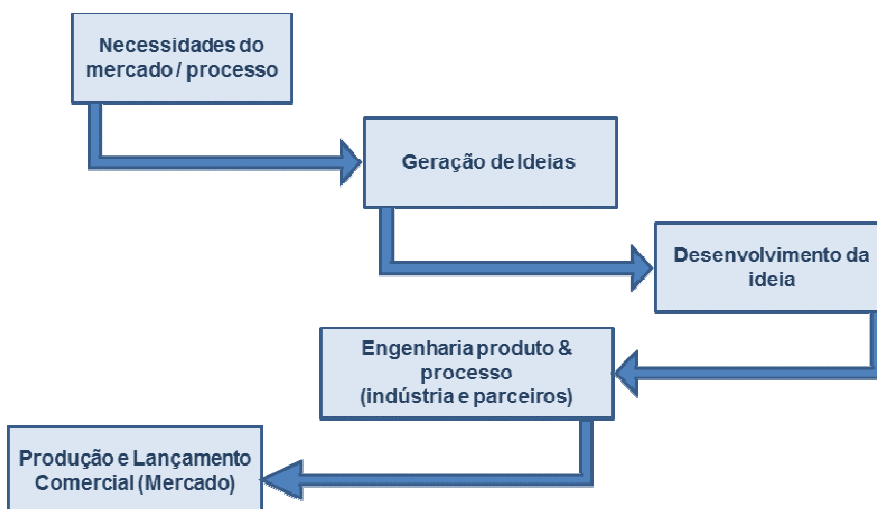 Necessidades do
mercado / processo
Geração de Ideias
Desenvolvimento da
ideia
Engenharia produto &
processo
(indústria e parceiros)
Produção e Lançamento
Comercial (Mercado)